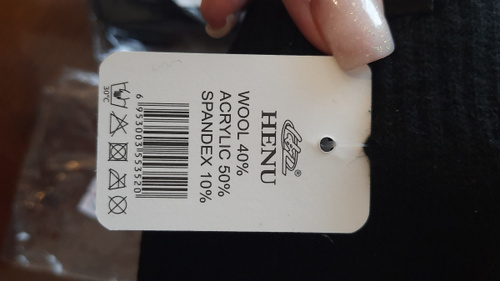 HENU
WOOL 40%
ACRYLIC 50%
SPANDEX 10%
6 953003 553520
30°C